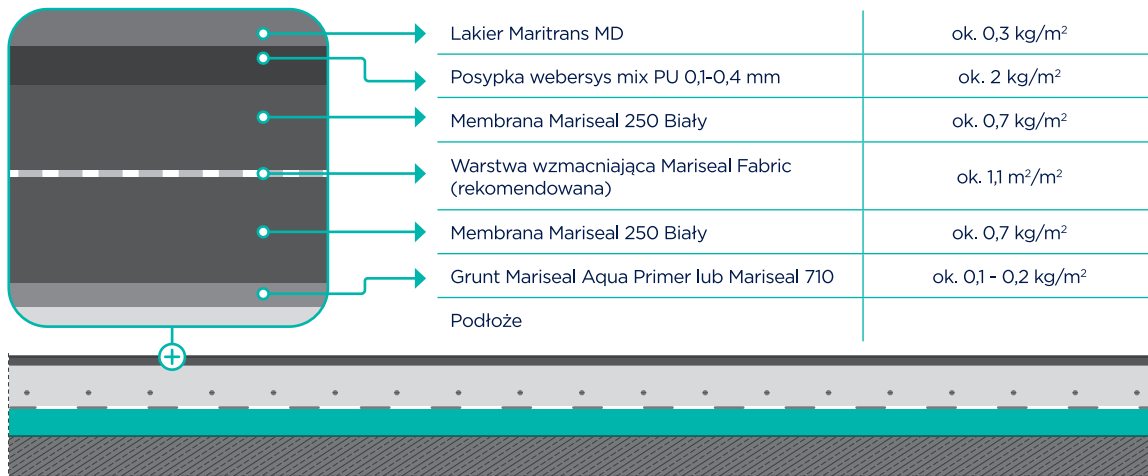 Lakier Maritrans MD ok. 0,3 kg/m²
Posypka webersys mix PU 0,1-0,4 mm ok. 2 kg/m²
Membrana Mariseal 250 Biały ok. 0,7 kg/m²
Warstwa wzmacniająca Mariseal Fabric
(rekomendowana) ok. 1,1 m²/m²
Membrana Mariseal 250 Biały ok. 0,7 kg/m²
Grunt Mariseal Aqua Primer lub Mariseal 710 ok. 0,1 - 0,2 kg/m²
Podłoże